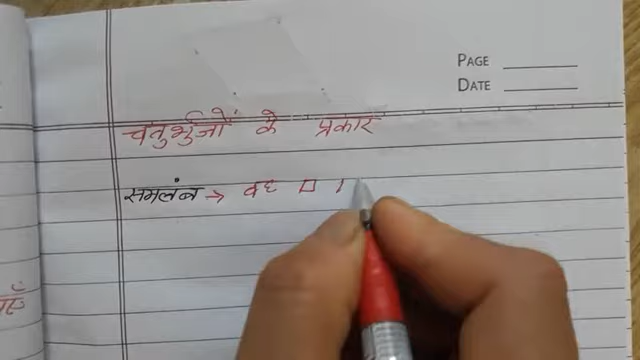 PAGE
DATE
चतुर्भुजों के प्रकार
समलंब → वह □